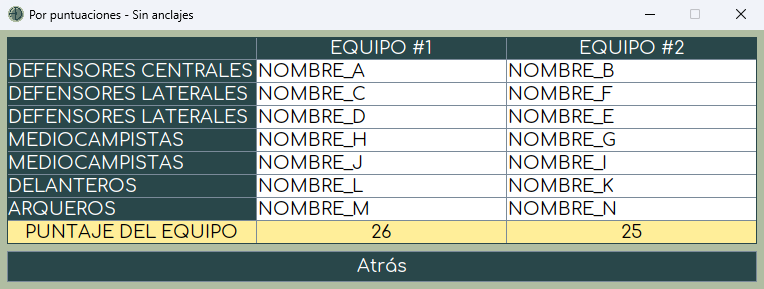 Por puntuaciones - Sin anclajes
EQUIPO #1 EQUIPO #2
DEFENSORES CENTRALES NOMBRE_A NOMBRE_B
DEFENSORES LATERALES NOMBRE_C NOMBRE_F
DEFENSORES LATERALES NOMBRE_D NOMBRE_E
MEDIOCAMPISTAS NOMBRE_H NOMBRE_G
MEDIOCAMPISTAS NOMBRE_J NOMBRE_I
DELANTEROS NOMBRE_L NOMBRE_K
ARQUEROS NOMBRE_M NOMBRE_N
PUNTAJE DEL EQUIPO 26 25
Atrás